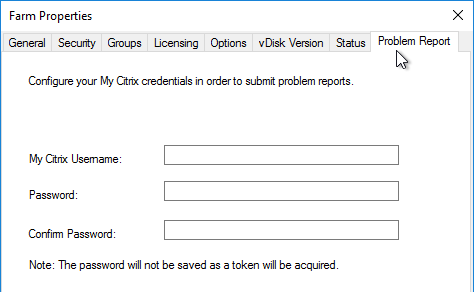 Farm Properties
General Security Groups Licensing Options vDisk Version Status Problem Report
Configure your My Citrix credentials in order to submit problem reports.
My Citrix Username:
Password:
Confirm Password:
Note: The password will not be saved as a token will be acquired.